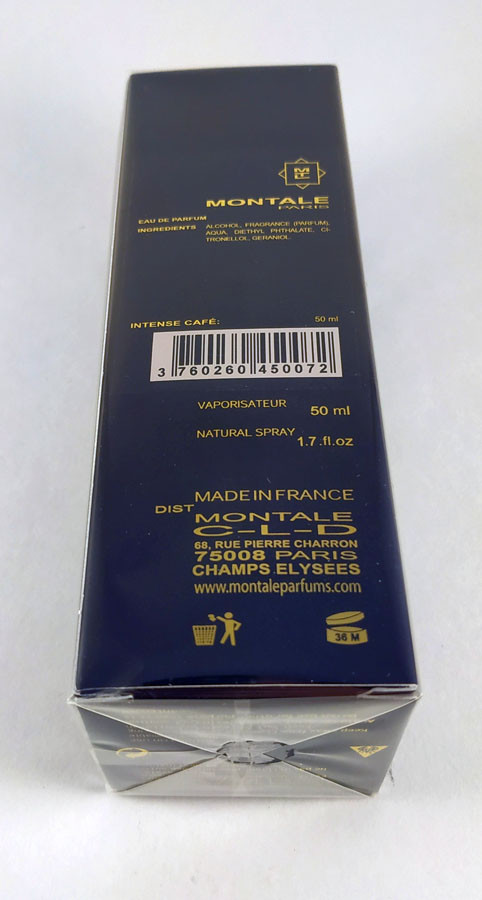 MONTALE
PARIS
EAU DE PARFUM
INGREDIENTS
ALCOHOL, FRAGRANCE (PARFUM),
AQUA, DIETHYL PHTHALATE, CI-
TRONELLOL, GERANIOL.
INTENSE CAFÉ: 50 ml
3 760260 450072
VAPORISATEUR 50 ml
NATURAL SPRAY 1.7 .fl.oz
MADE IN FRANCE
DIST MONTALE
C-L-D
68, RUE PIERRE CHARRON
75008 PARIS
CHAMPS ELYSEES
www.montaleparfums.com
36 M